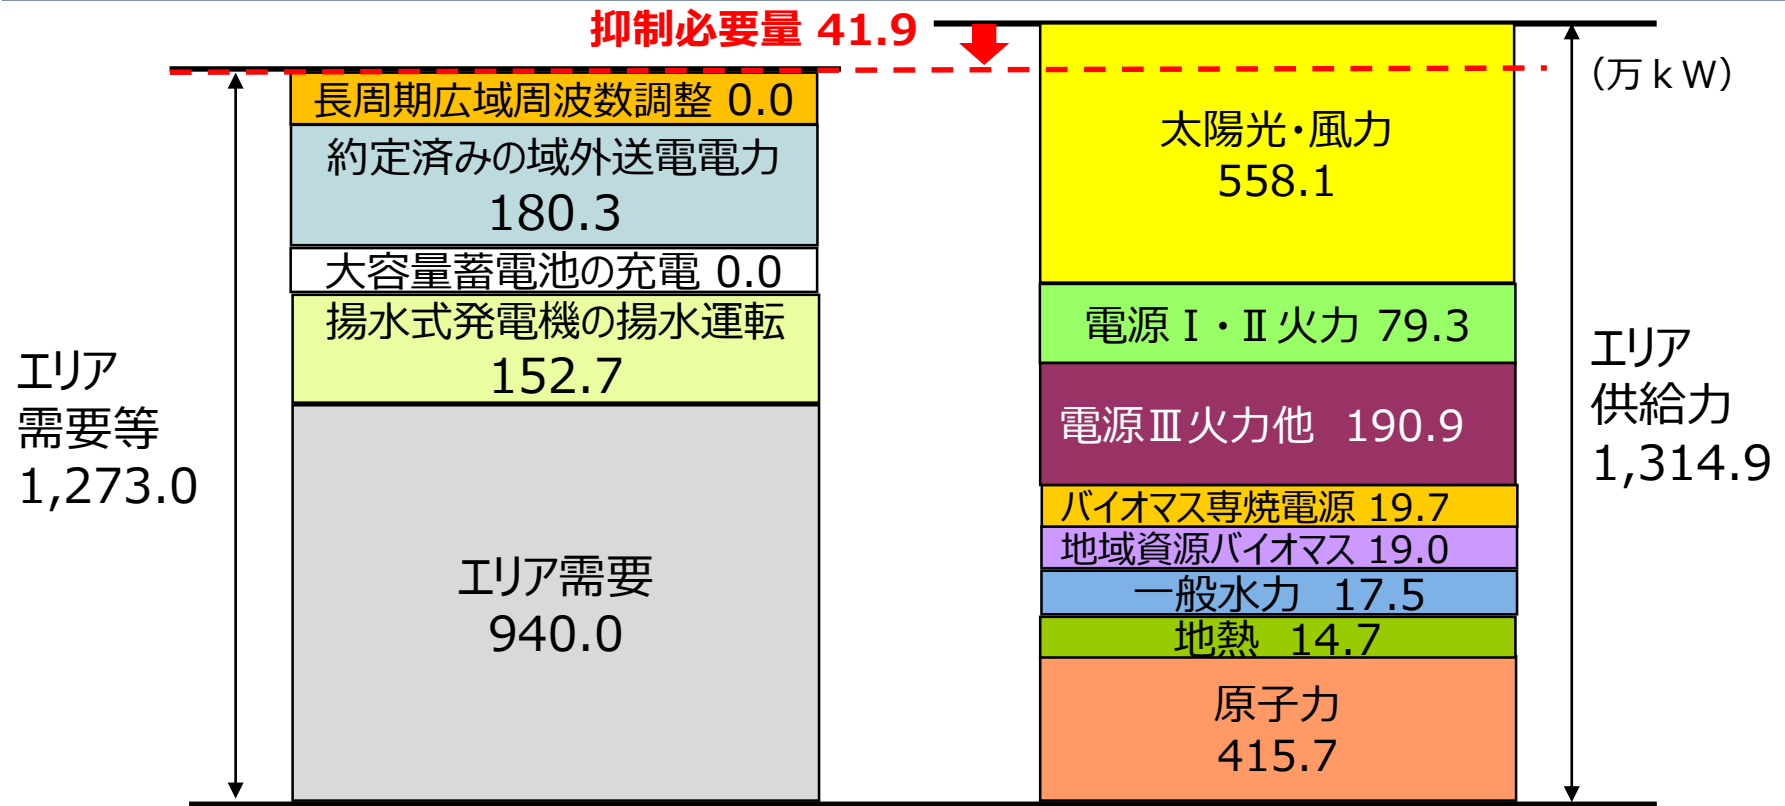 抑制必要量 41.9
(万kW)
長周期広域周波数調整 0.0
約定済みの域外送電電力
180.3
大容量蓄電池の充電 0.0
揚水式発電機の揚水運転
152.7
エリア需要
940.0
エリア
需要等
1,273.0
太陽光・風力
558.1
電源Ⅰ・Ⅱ火力 79.3
電源Ⅲ火力他 190.9
バイオマス専焼電源 19.7
地域資源バイオマス 19.0
一般水力 17.5
地熱 14.7
原子力
415.7
エリア
供給力
1,314.9